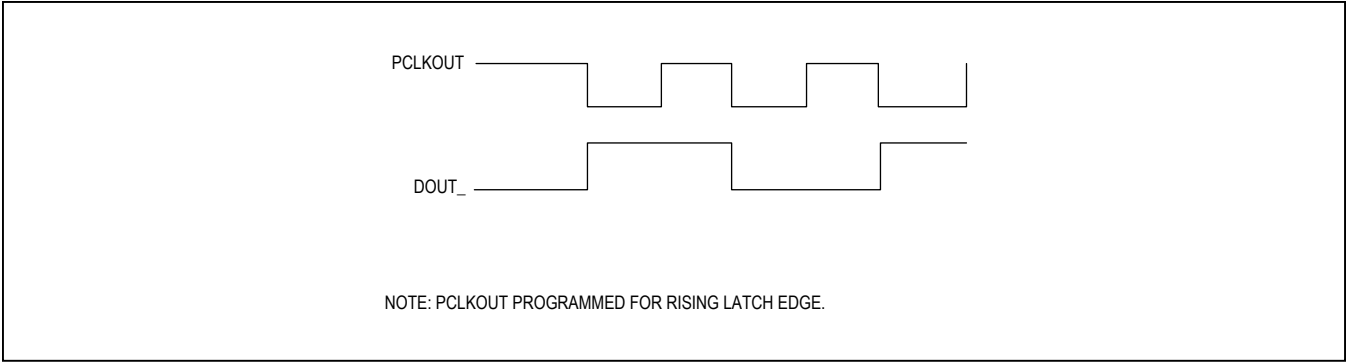 PCLKOUT
DOUT_
NOTE: PCLKOUT PROGRAMMED FOR RISING LATCH EDGE.